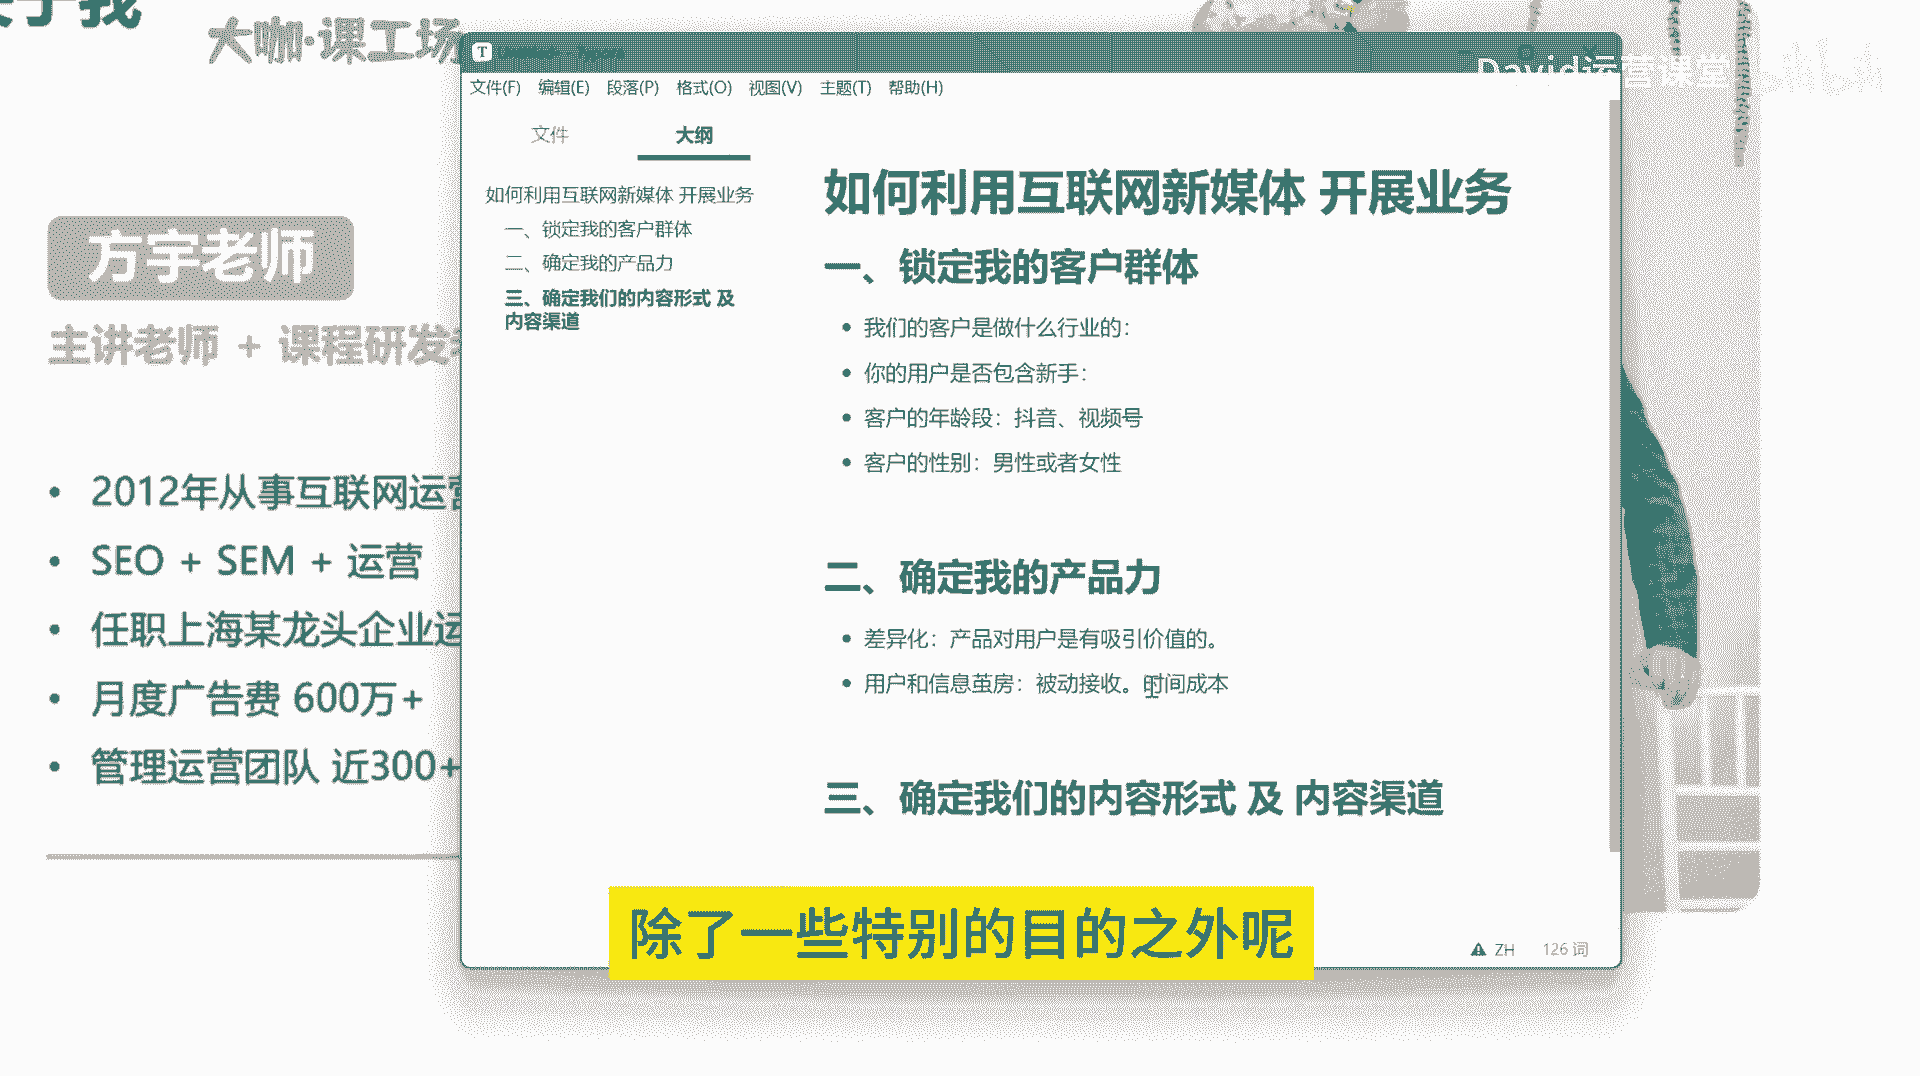 大咖·课工场
David运营课堂
bilibili
文件(F) 编辑(E) 段落(P) 格式(O) 视图(V) 主题(T) 帮助(H)
文件 大纲
如何利用互联网新媒体 开展业务
一、锁定我的客户群体
二、确定我的产品力
三、确定我们的内容形式 及
内容渠道
如何利用互联网新媒体 开展业务
一、锁定我的客户群体
• 我们的客户是做什么行业的：
• 你的用户是否包含新手：
• 客户的年龄段：抖音、视频号
• 客户的性别：男性或者女性
二、确定我的产品力
• 差异化：产品对用户是有吸引价值的。
• 用户和信息茧房：被动接收。时间成本
三、确定我们的内容形式 及 内容渠道
ZH 126 词
方宇老师
主讲老师 + 课程研发
• 2012年从事互联网运营
• SEO + SEM + 运营
• 任职上海某龙头企业运
• 月度广告费 600万+
• 管理运营团队 近300+
除了一些特别的目的之外呢